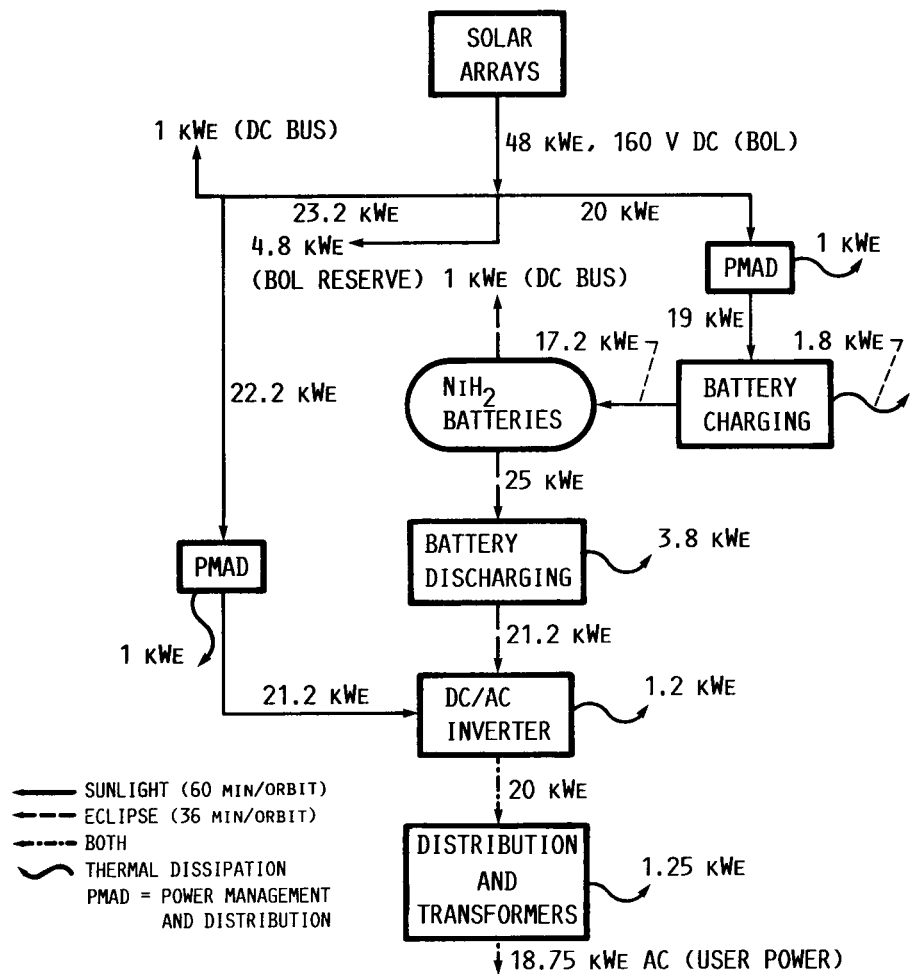 SOLAR
ARRAYS
1 KWE (DC BUS)
48 KWE, 160 V DC (BOL)
23.2 KWE
20 KWE
4.8 KWE
(BOL RESERVE)
1 KWE (DC BUS)
PMAD
1 KWE
19 KWE
17.2 KWE
1.8 KWE
22.2 KWE
NIH2
BATTERIES
BATTERY
CHARGING
25 KWE
PMAD
BATTERY
DISCHARGING
3.8 KWE
1 KWE
21.2 KWE
21.2 KWE
DC/AC
INVERTER
1.2 KWE
SUNLIGHT (60 MIN/ORBIT)
ECLIPSE (36 MIN/ORBIT)
BOTH
THERMAL DISSIPATION
PMAD = POWER MANAGEMENT
AND DISTRIBUTION
20 KWE
DISTRIBUTION
AND
TRANSFORMERS
1.25 KWE
18.75 KWE AC (USER POWER)